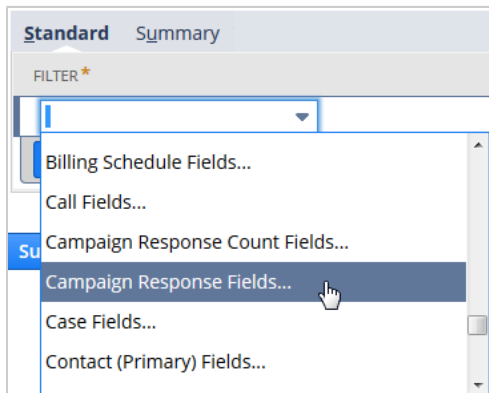 Standard Summary
FILTER*
Billing Schedule Fields...
Call Fields...
Campaign Response Count Fields...
Su
Campaign Response Fields...
Case Fields...
Contact (Primary) Fields...